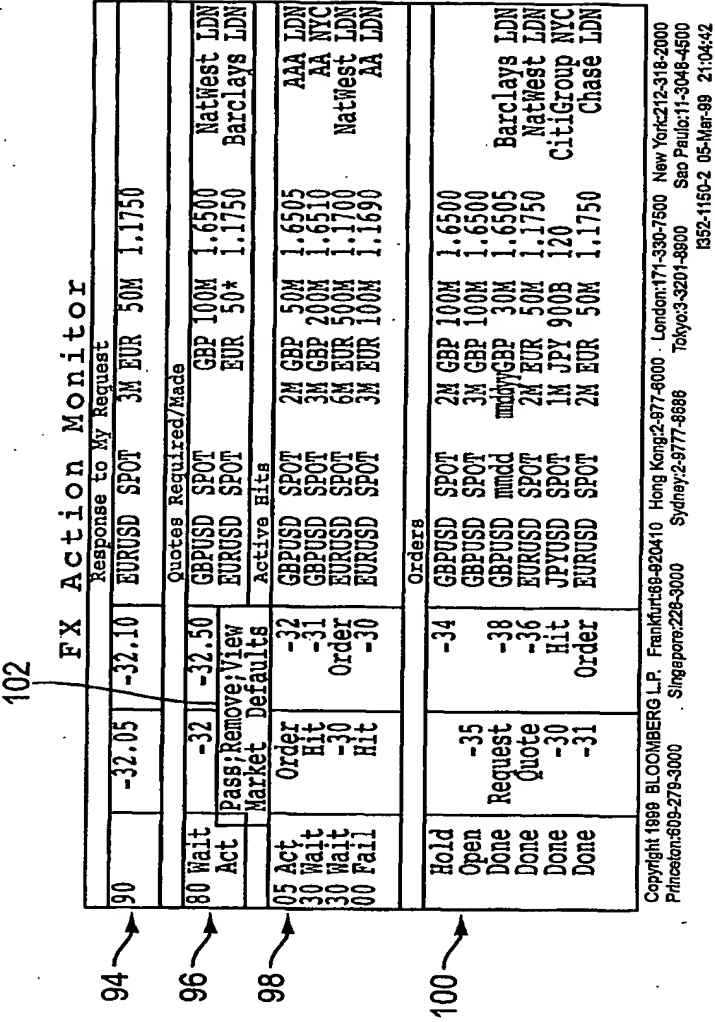 102
FX Action Monitor
Response to My Request
94
90 -32.05 -32.10 EURUSD SPOT 3M EUR 50M 1.1750
Quotes Required/Made
96
80 Wait -32 -32.50 GBPUSD SPOT GBP 100M 1.6500 NatWest LDN
Act EURUSD SPOT EUR 50* 1.1750 Barclays LDN
Pass;Remove;View
Market Defaults
Active Hits
98
05 Act Order -32 GBPUSD SPOT 2M GBP 50M 1.6505 AAA LDN
30 Wait Hit -31 GBPUSD SPOT 3M GBP 200M 1.6510 AA NYC
30 Wait -30 Order EURUSD SPOT 6M EUR 500M 1.1700 NatWest LDN
00 Fail Hit -30 EURUSD SPOT 3M EUR 100M 1.1690 AA LDN
Orders
100
Hold -34 GBPUSD SPOT 2M GBP 100M 1.6500
Open -35 GBPUSD SPOT 3M GBP 100M 1.6500
Done Request -38 GBPUSD mmdd mmddyyGBP 30M 1.6505 Barclays LDN
Done Quote -36 EURUSD SPOT 2M EUR 50M 1.1750 NatWest LDN
Done -30 Hit JPYUSD SPOT 1M JPY 900B 120 CitiGroup NYC
Done -31 Order EURUSD SPOT 2M EUR 50M 1.1750 Chase LDN
Copyright 1999 BLOOMBERG L.P. Frankfurt:69-920410 Hong Kong:2-977-6000 London:171-330-7500 New York:212-318-2000
Princeton:609-279-3000 Singapore:226-3000 Sydney:2-9777-8686 Tokyo:3-3201-8900 Sao Paulo:11-3048-4500
I352-1150-2 05-Mar-99 21:04:42